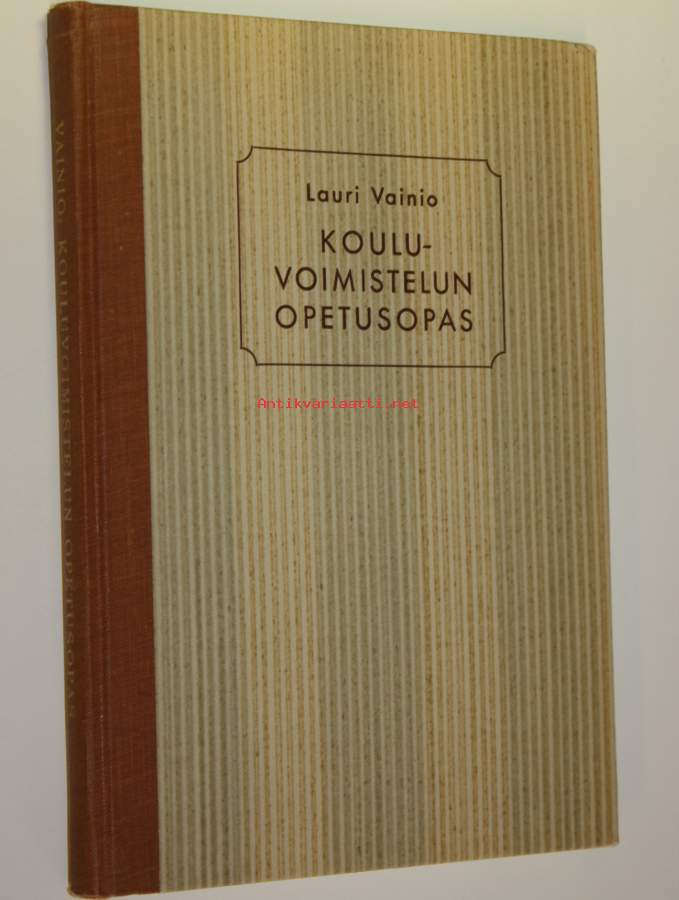 Lauri Vainio
KOULU-
VOIMISTELUN
OPETUSOPAS
Antikvariaatti.net
VAINIO KOULUVOIMISTELUN OPETUSOPAS